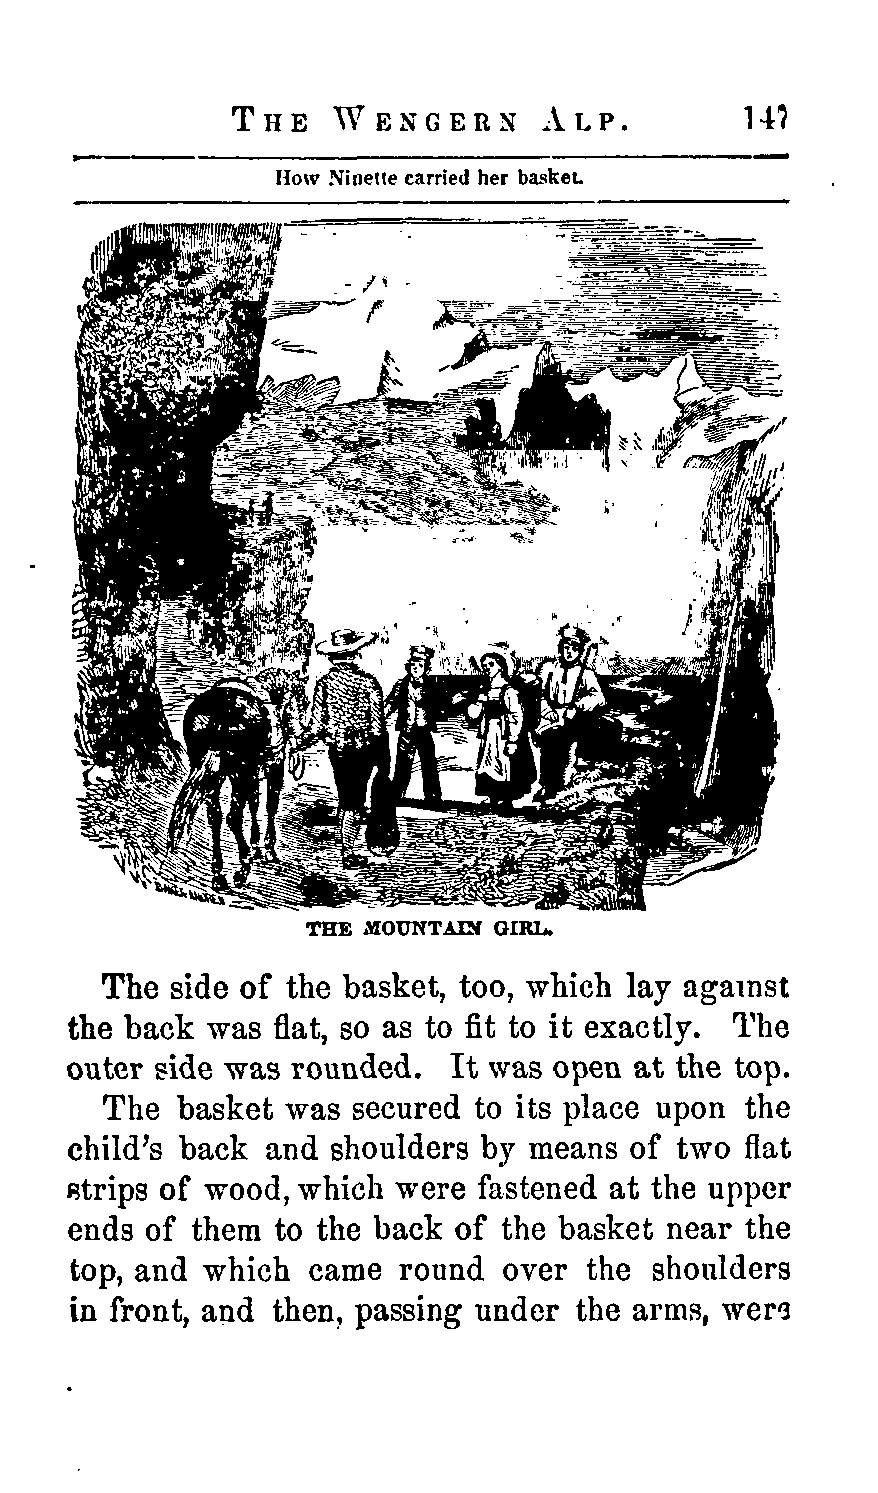 THE WENGERN ALP. 147
How Ninette carried her basket.
THE MOUNTAIN GIRL.
The side of the basket, too, which lay against
the back was flat, so as to fit to it exactly. The
outer side was rounded. It was open at the top.
The basket was secured to its place upon the
child's back and shoulders by means of two flat
strips of wood, which were fastened at the upper
ends of them to the back of the basket near the
top, and which came round over the shoulders
in front, and then, passing under the arms, were